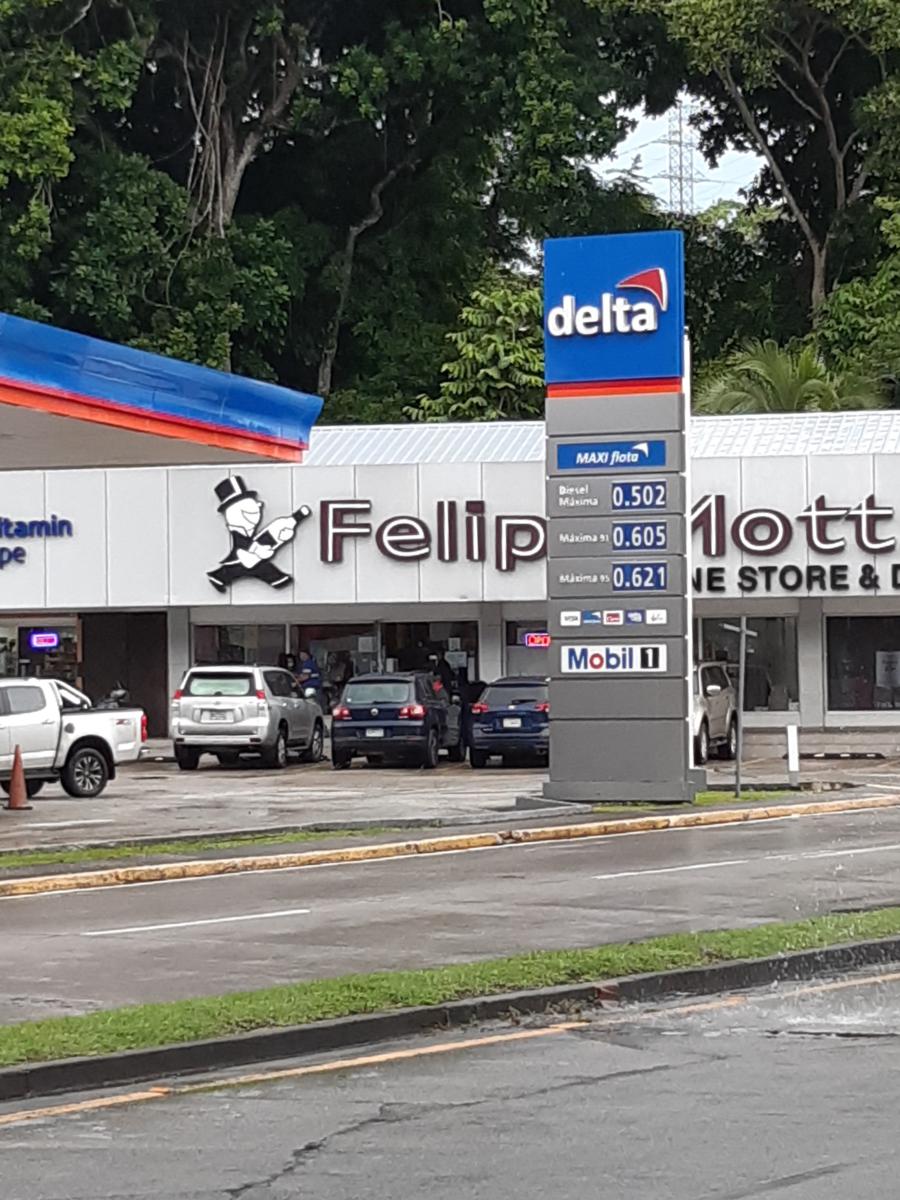 delta
MAXI flota
Diesel
Máxima
0.502
Máxima 91
0.605
Máxima 95
0.621
VISA
Mobil 1
itamin
pe
Felip
Mott
NE STORE & D